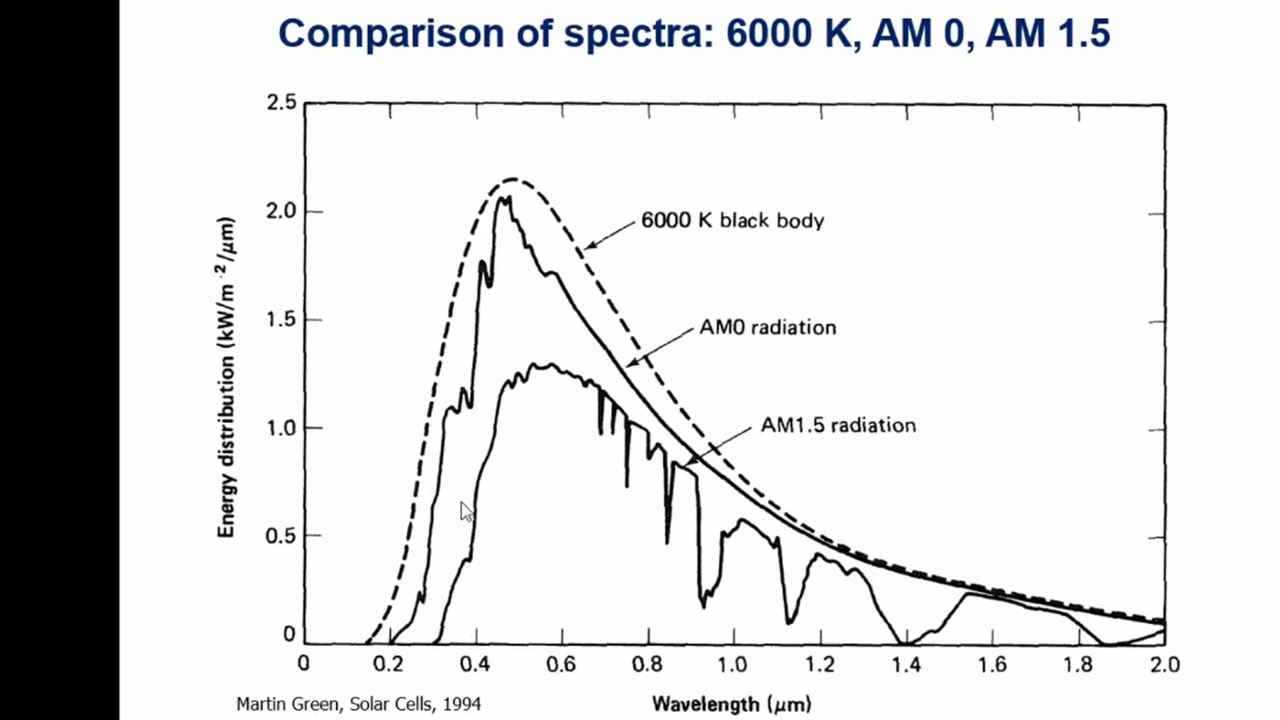 Comparison of spectra: 6000 K, AM 0, AM 1.5
2.5
2.0
1.5
1.0
0.5
0
Energy distribution (kW/m⁻²/μm)
6000 K black body
AM0 radiation
AM1.5 radiation
0 0.2 0.4 0.6 0.8 1.0 1.2 1.4 1.6 1.8 2.0
Wavelength (μm)
Martin Green, Solar Cells, 1994